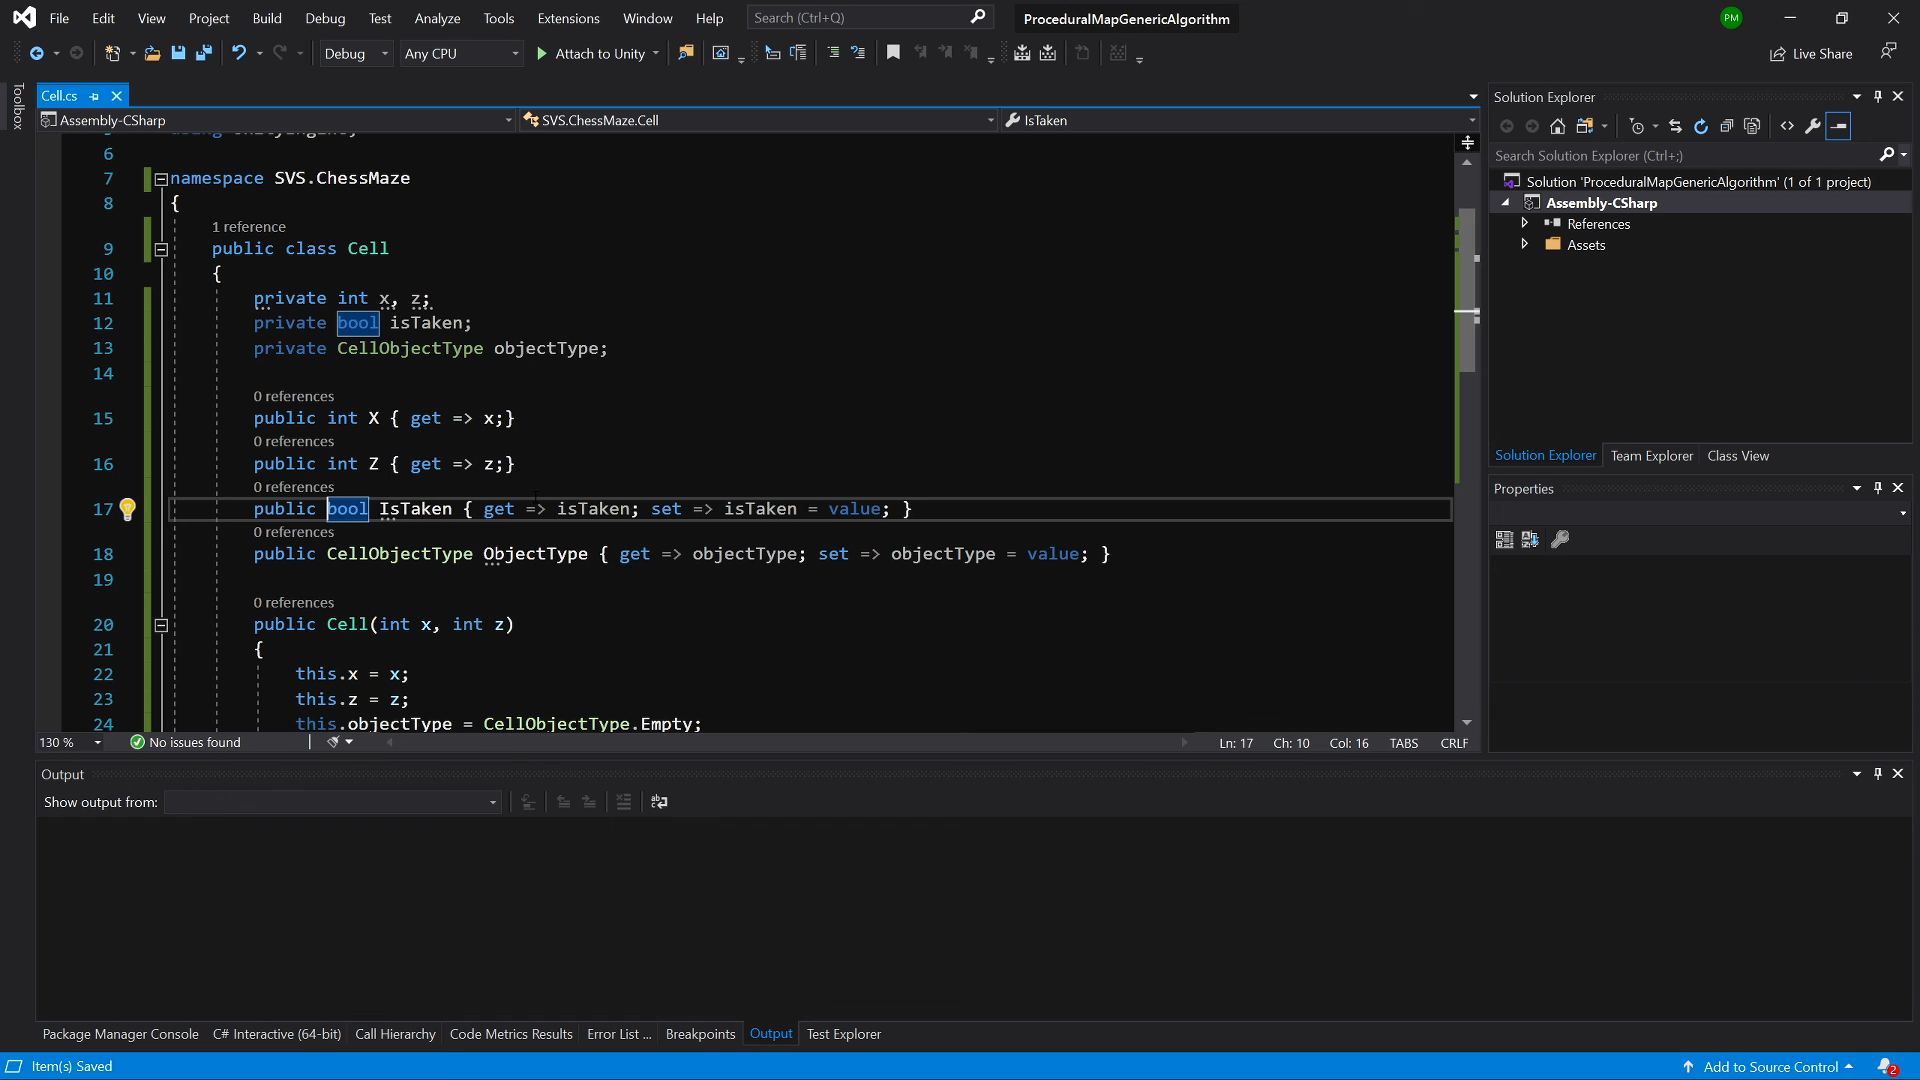 File Edit View Project Build Debug Test Analyze Tools Extensions Window Help Search (Ctrl+Q) ProceduralMapGenericAlgorithm PM
Debug Any CPU Attach to Unity Live Share
Toolbox
Cell.cs
Assembly-CSharp SVS.ChessMaze.Cell IsTaken
6
7 namespace SVS.ChessMaze
8 {
1 reference
9 public class Cell
10 {
11 private int x, z;
12 private bool isTaken;
13 private CellObjectType objectType;
14
0 references
15 public int X { get => x;}
0 references
16 public int Z { get => z;}
0 references
17 public bool IsTaken { get => isTaken; set => isTaken = value; }
0 references
18 public CellObjectType ObjectType { get => objectType; set => objectType = value; }
19
0 references
20 public Cell(int x, int z)
21 {
22 this.x = x;
23 this.z = z;
24 this.objectType = CellObjectType.Empty;
130 % No issues found Ln: 17 Ch: 10 Col: 16 TABS CRLF
Solution Explorer
Search Solution Explorer (Ctrl+;)
Solution 'ProceduralMapGenericAlgorithm' (1 of 1 project)
Assembly-CSharp
References
Assets
Solution Explorer Team Explorer Class View
Properties
Output
Show output from:
Package Manager Console C# Interactive (64-bit) Call Hierarchy Code Metrics Results Error List ... Breakpoints Output Test Explorer
Item(s) Saved Add to Source Control 2